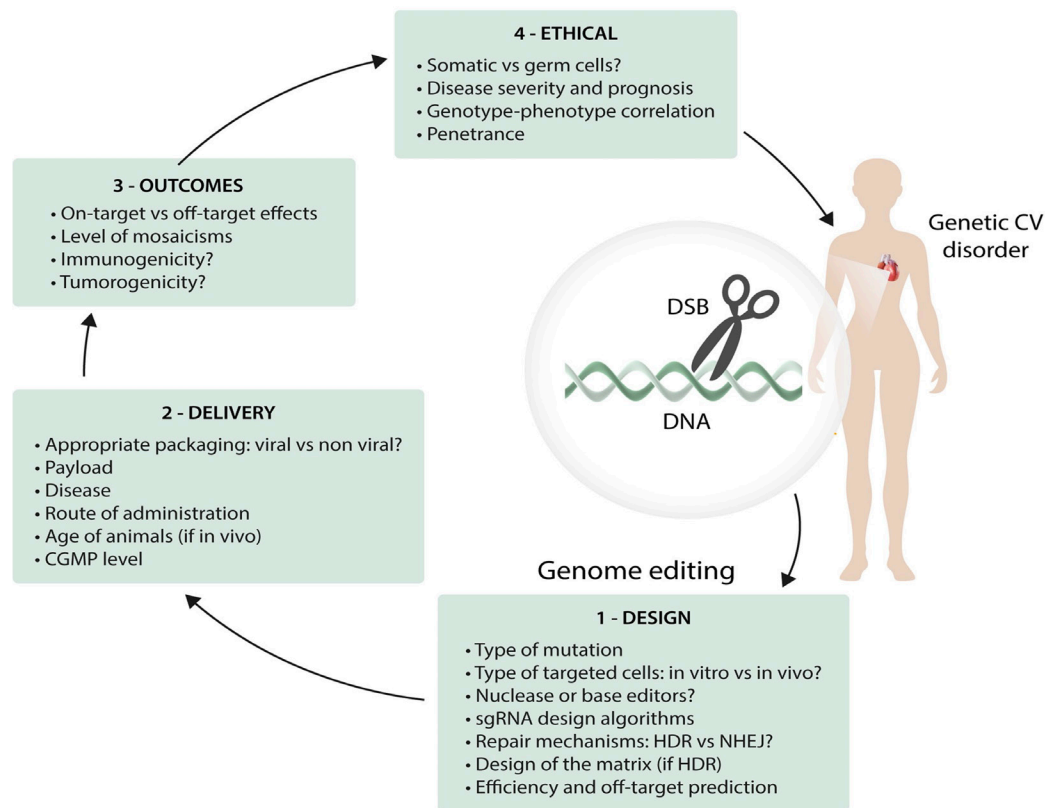 4 - ETHICAL
• Somatic vs germ cells?
• Disease severity and prognosis
• Genotype-phenotype correlation
• Penetrance
3 - OUTCOMES
• On-target vs off-target effects
• Level of mosaicisms
• Immunogenicity?
• Tumorogenicity?
Genetic CV
disorder
DSB
DNA
2 - DELIVERY
• Appropriate packaging: viral vs non viral?
• Payload
• Disease
• Route of administration
• Age of animals (if in vivo)
• CGMP level
Genome editing
1 - DESIGN
• Type of mutation
• Type of targeted cells: in vitro vs in vivo?
• Nuclease or base editors?
• sgRNA design algorithms
• Repair mechanisms: HDR vs NHEJ?
• Design of the matrix (if HDR)
• Efficiency and off-target prediction